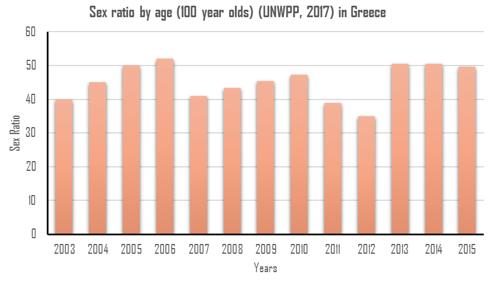 Sex ratio by age (100 year olds) (UNWPP, 2017) in Greece
60
50
40
30
20
10
0
Sex Ratio
2003 2004 2005 2006 2007 2008 2009 2010 2011 2012 2013 2014 2015
Years